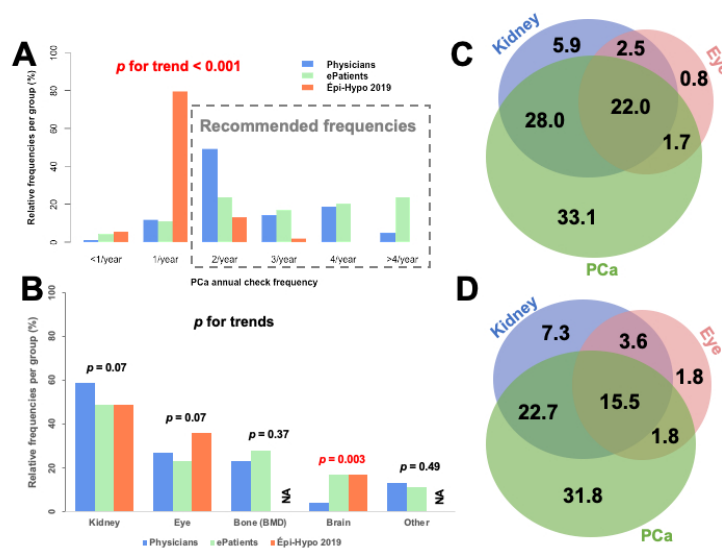 A
p for trend < 0.001
Physicians
ePatients
Épi-Hypo 2019
Recommended frequencies
Relative frequencies per group (%)
100
80
60
40
20
0
<1/year
1/year
2/year
3/year
4/year
>4/year
PCa annual check frequency
B
p for trends
Relative frequencies per group (%)
100
80
60
40
20
0
p = 0.07
p = 0.07
p = 0.37
p = 0.003
p = 0.49
NA
NA
Kidney
Eye
Bone (BMD)
Brain
Other
Physicians
ePatients
Épi-Hypo 2019
C
Kidney
Eye
5.9
2.5
0.8
28.0
22.0
1.7
33.1
PCa
D
Kidney
Eye
7.3
3.6
1.8
22.7
15.5
1.8
31.8
PCa